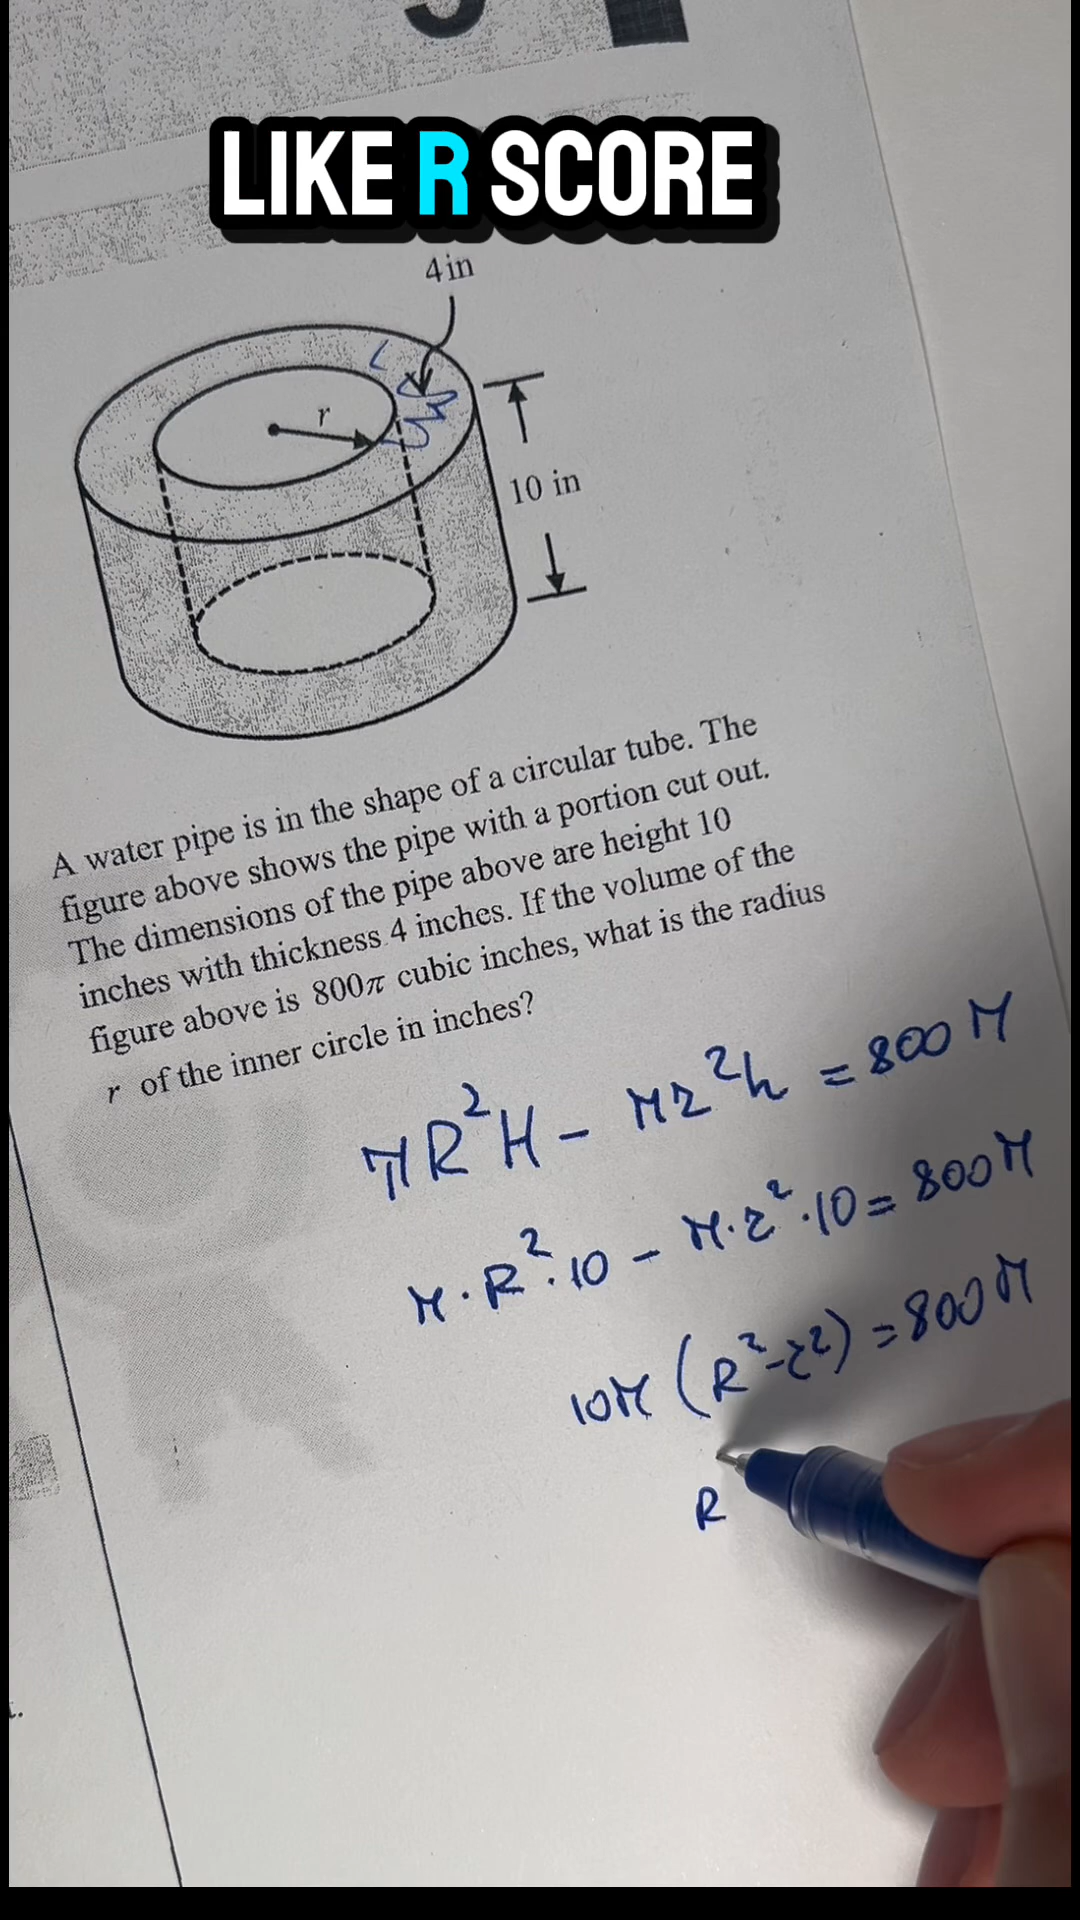 LIKE R SCORE
4in
r
10 in
A water pipe is in the shape of a circular tube. The
figure above shows the pipe with a portion cut out.
The dimensions of the pipe above are height 10
inches with thickness 4 inches. If the volume of the
figure above is 800π cubic inches, what is the radius
r of the inner circle in inches?
πR²H - πr²h = 800π
π·R²·10 - π·r²·10 = 800π
10π (R²-r²) = 800π
R